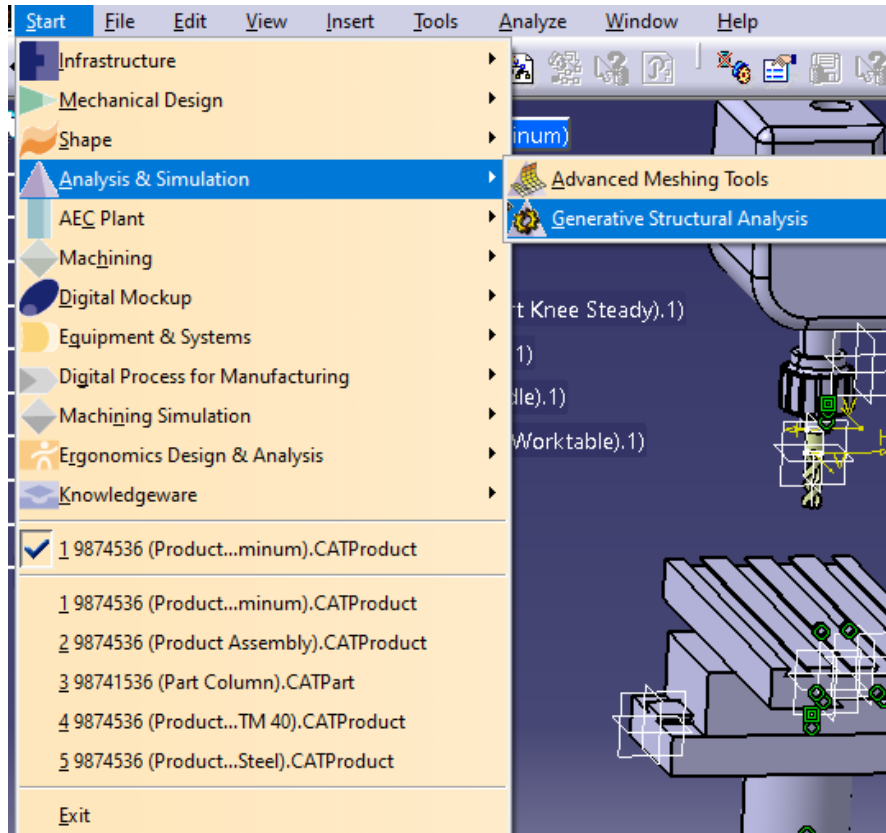 Start File Edit View Insert Tools Analyze Window Help
Infrastructure
Mechanical Design
inum)
Shape
Analysis & Simulation
Advanced Meshing Tools
AEC Plant
Generative Structural Analysis
Machining
Digital Mockup
t Knee Steady).1)
Equipment & Systems
1)
Digital Process for Manufacturing
dle).1)
Machining Simulation
Worktable).1)
Ergonomics Design & Analysis
Knowledgeware
1 9874536 (Product...minum).CATProduct
1 9874536 (Product...minum).CATProduct
2 9874536 (Product Assembly).CATProduct
3 98741536 (Part Column).CATPart
4 9874536 (Product...TM 40).CATProduct
5 9874536 (Product...Steel).CATProduct
Exit